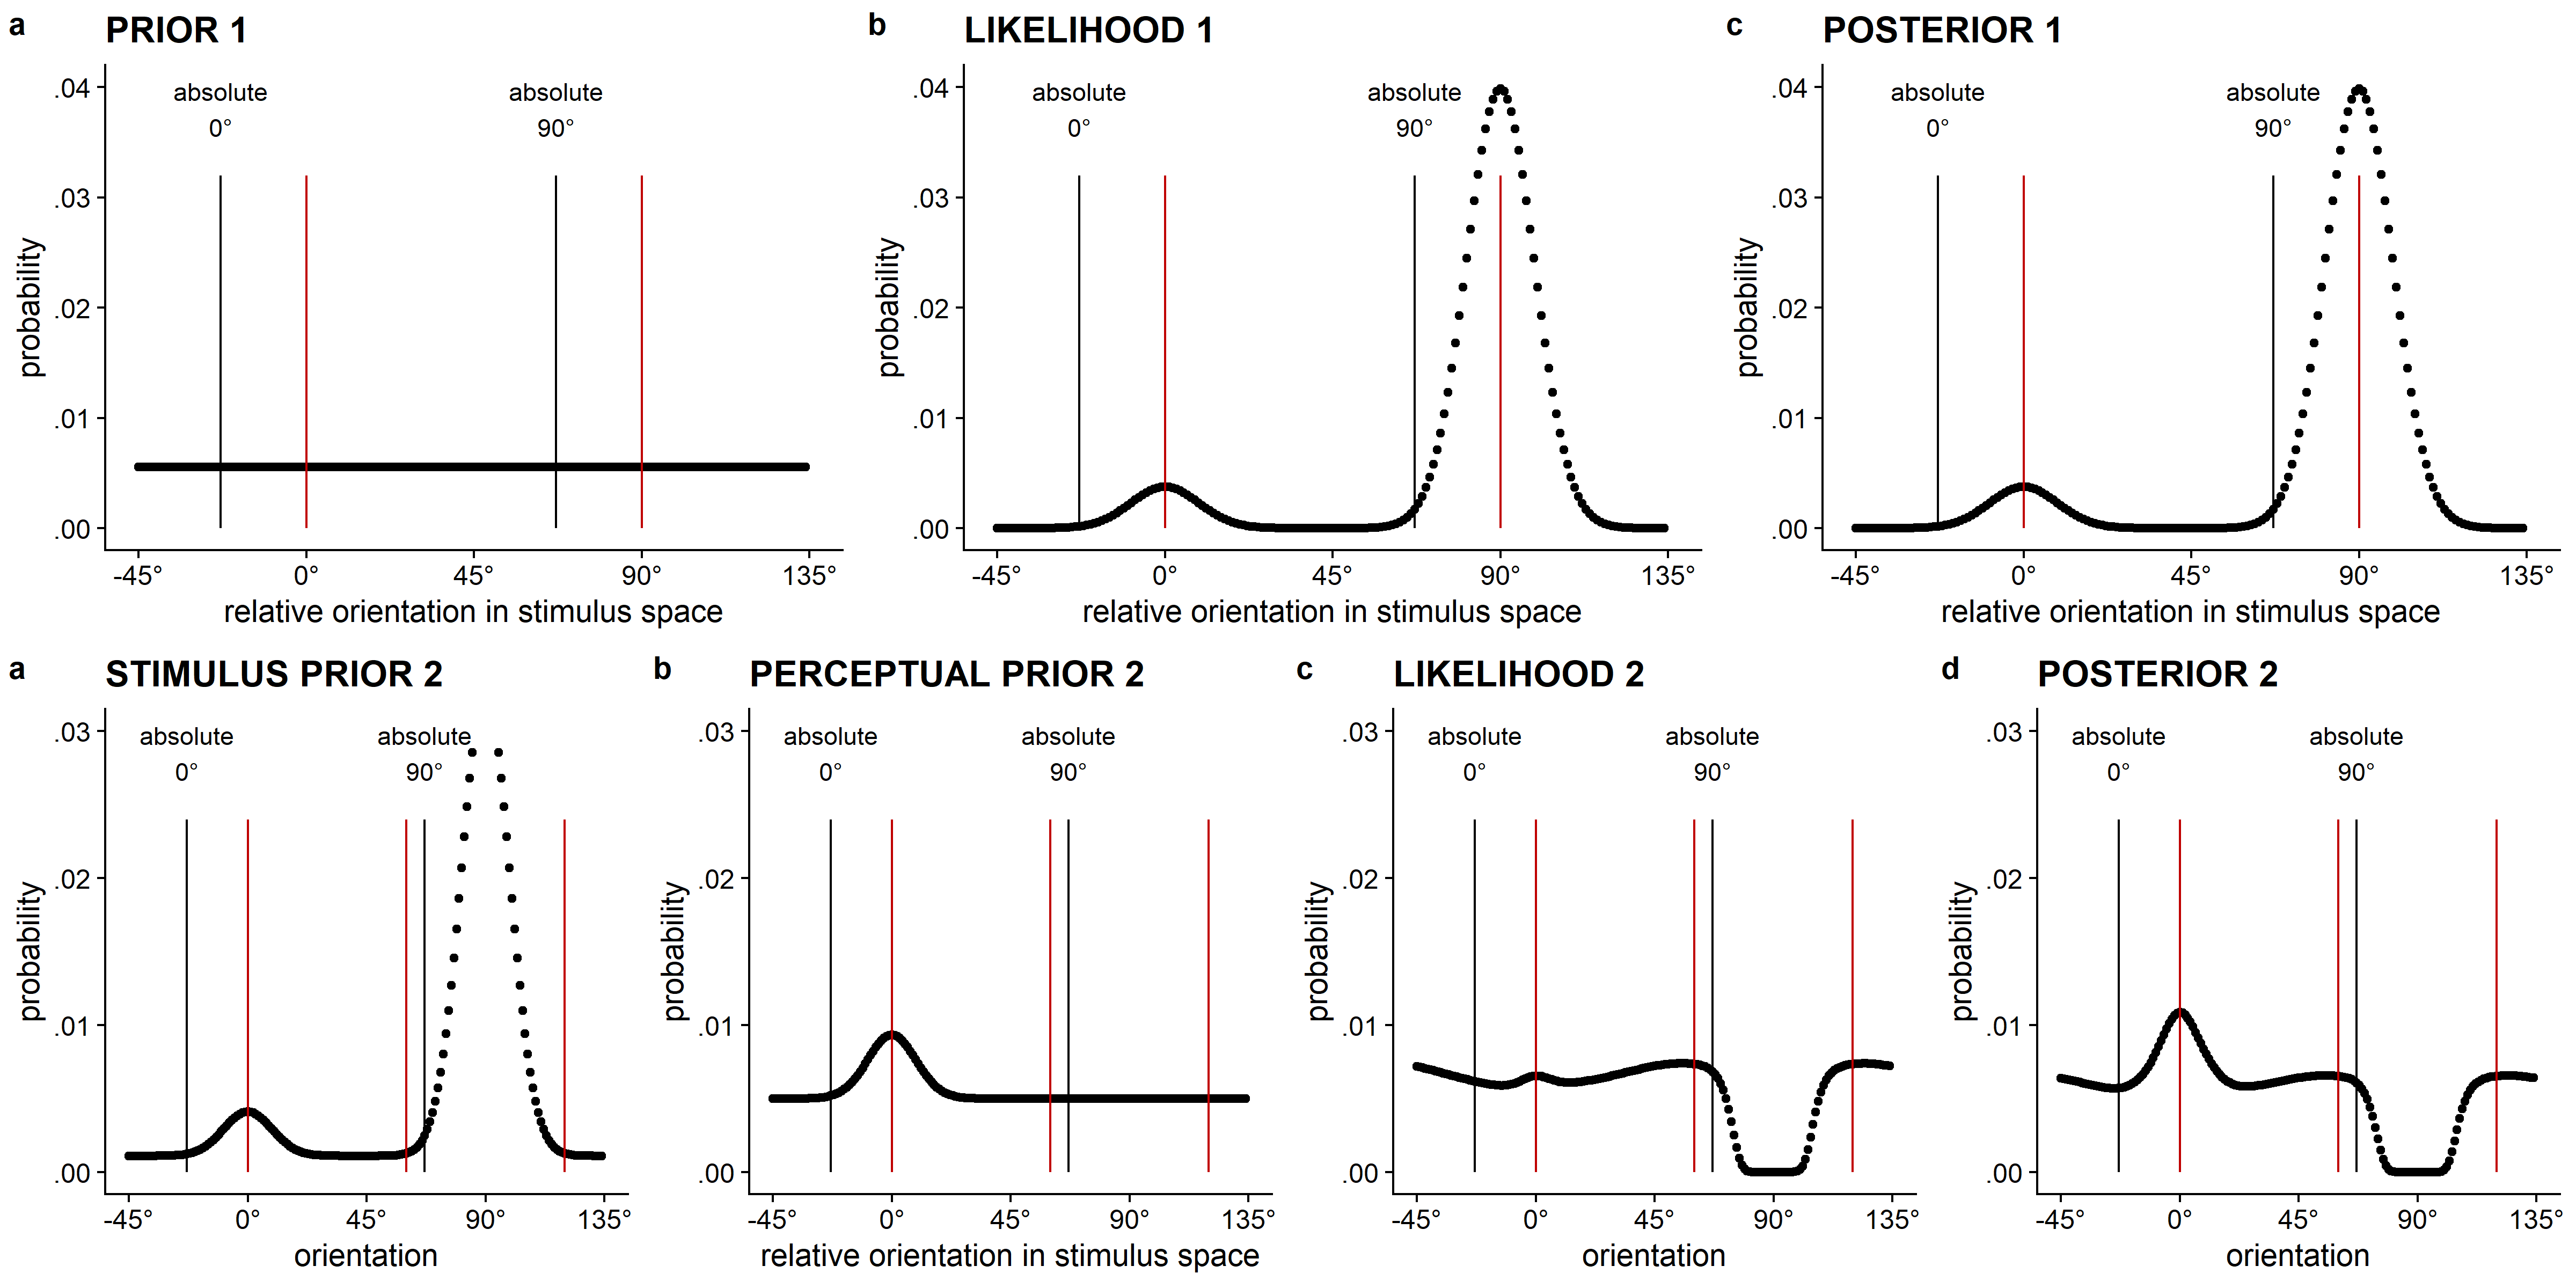 a PRIOR 1
.04
.03
.02
.01
.00
probability
absolute
0°
absolute
90°
-45° 0° 45° 90° 135°
relative orientation in stimulus space
b LIKELIHOOD 1
.04
.03
.02
.01
.00
probability
absolute
0°
absolute
90°
-45° 0° 45° 90° 135°
relative orientation in stimulus space
c POSTERIOR 1
.04
.03
.02
.01
.00
probability
absolute
0°
absolute
90°
-45° 0° 45° 90° 135°
relative orientation in stimulus space
a STIMULUS PRIOR 2
.03
.02
.01
.00
probability
absolute
0°
absolute
90°
-45° 0° 45° 90° 135°
orientation
b PERCEPTUAL PRIOR 2
.03
.02
.01
.00
probability
absolute
0°
absolute
90°
-45° 0° 45° 90° 135°
relative orientation in stimulus space
c LIKELIHOOD 2
.03
.02
.01
.00
probability
absolute
0°
absolute
90°
-45° 0° 45° 90° 135°
orientation
d POSTERIOR 2
.03
.02
.01
.00
probability
absolute
0°
absolute
90°
-45° 0° 45° 90° 135°
orientation